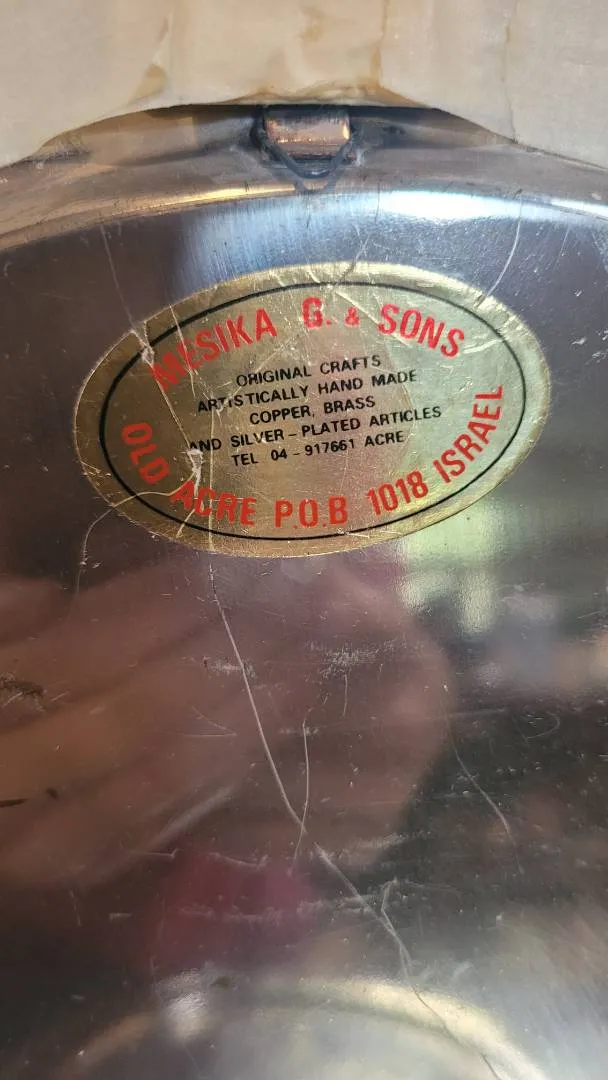 MESIKA G. & SONS
ORIGINAL CRAFTS
ARTISTICALLY HAND MADE
COPPER, BRASS
AND SILVER - PLATED ARTICLES
TEL 04 - 917661 ACRE
OLD ACRE P.O.B 1018 ISRAEL